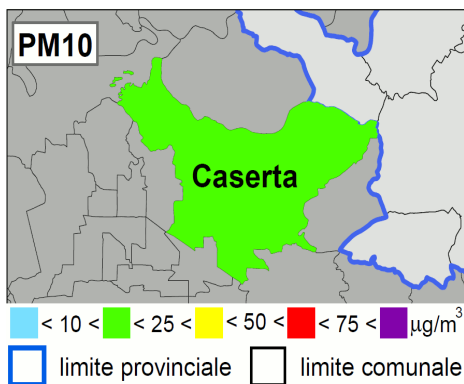 PM10
Caserta
< 10 < < 25 < < 50 < < 75 < µg/m³
limite provinciale limite comunale